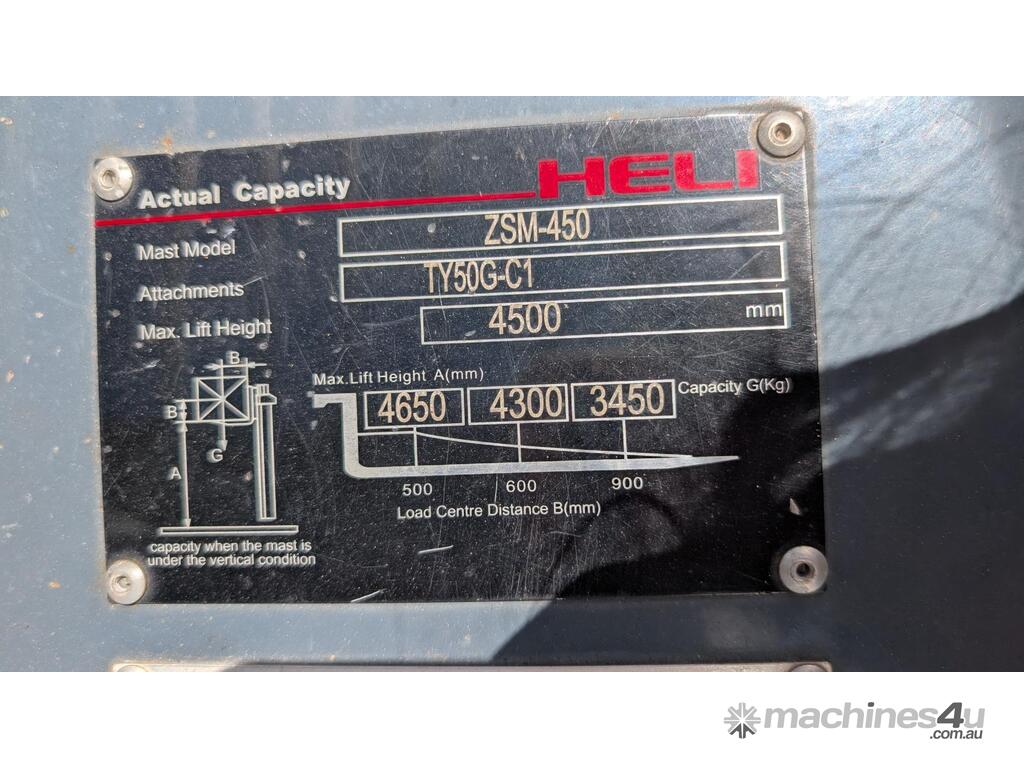 HELI
Actual Capacity
Mast Model ZSM-450
Attachments TY50G-C1
Max. Lift Height 4500 mm
B
Max.Lift Height A(mm)
4650 4300 3450 Capacity G(Kg)
B
G
A
500 600 900
Load Centre Distance B(mm)
capacity when the mast is
under the vertical condition
machines4u
.com.au